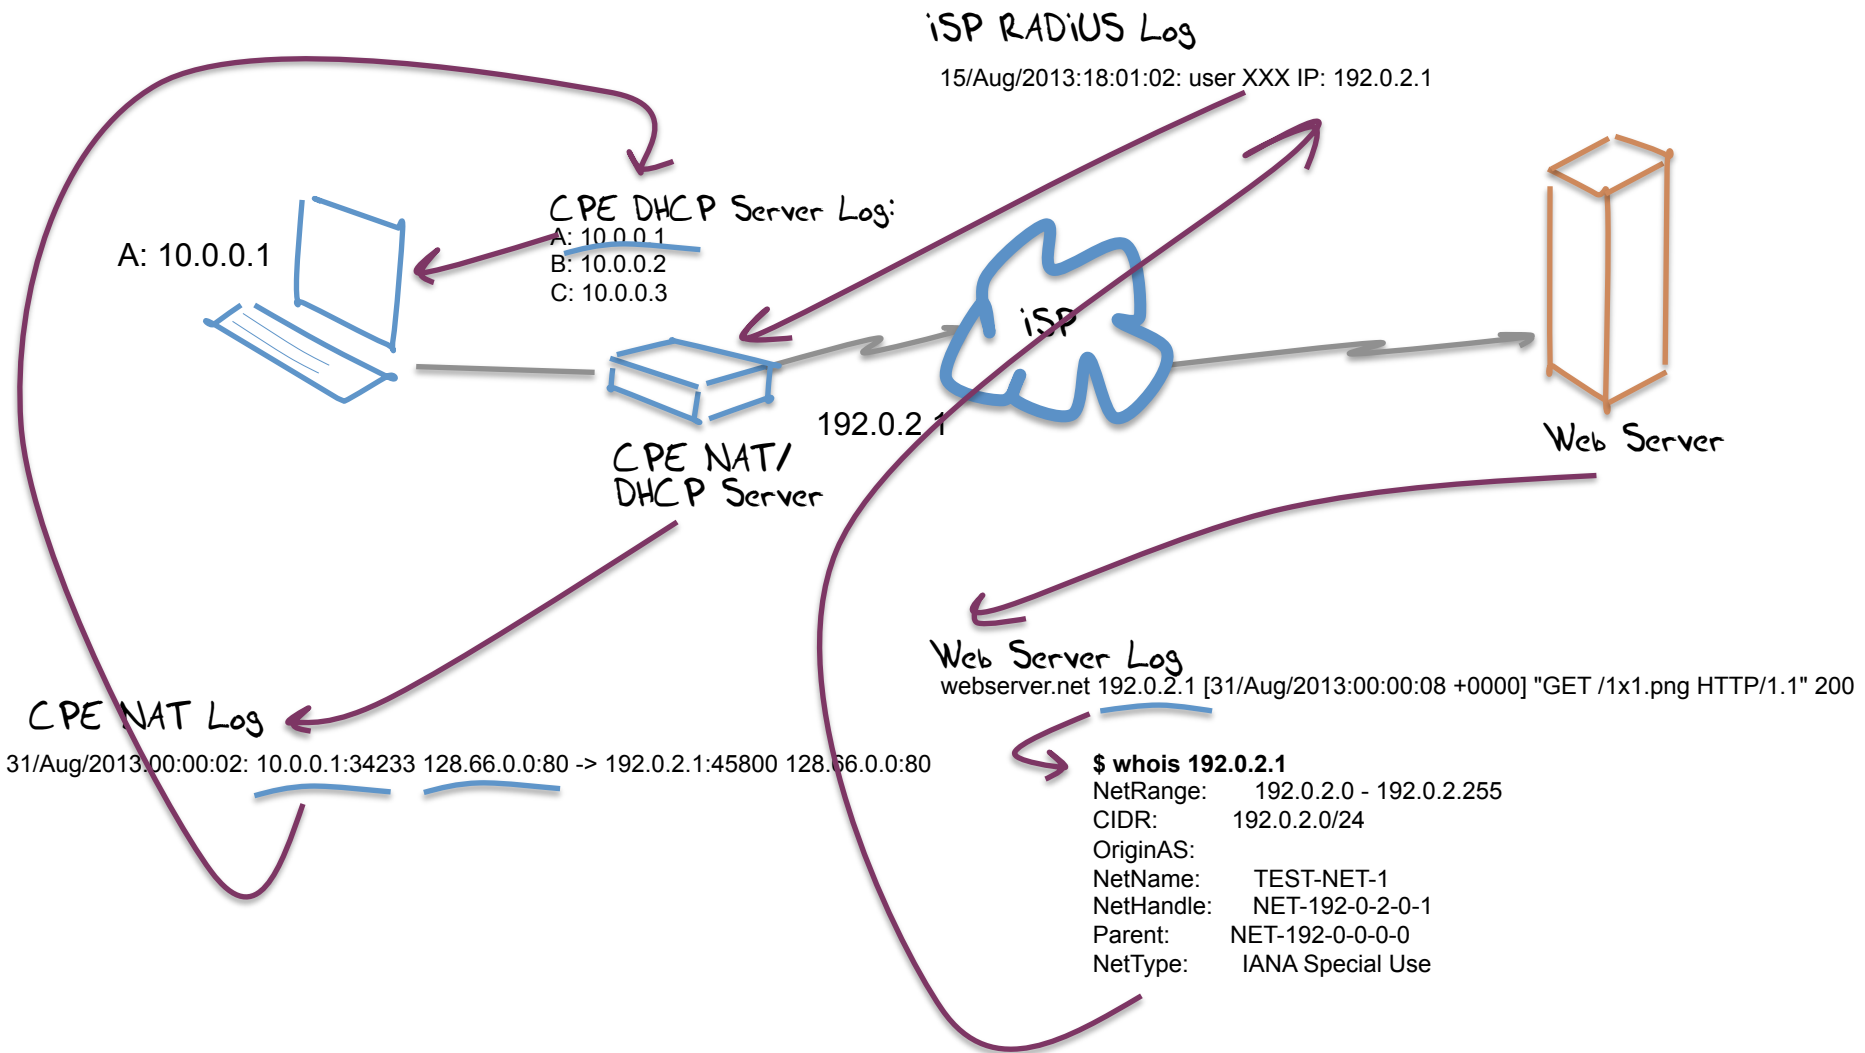 iSP RADiUS Log
15/Aug/2013:18:01:02: user XXX IP: 192.0.2.1
CPE DHCP Server Log:
A: 10.0.0.1
B: 10.0.0.2
C: 10.0.0.3
A: 10.0.0.1
iSP
192.0.2.1
CPE NAT/
DHCP Server
Web Server
Web Server Log
webserver.net 192.0.2.1 [31/Aug/2013:00:00:08 +0000] "GET /1x1.png HTTP/1.1" 200
CPE NAT Log
31/Aug/2013:00:00:02: 10.0.0.1:34233 128.66.0.0:80 -> 192.0.2.1:45800 128.66.0.0:80
$ whois 192.0.2.1
NetRange: 192.0.2.0 - 192.0.2.255
CIDR: 192.0.2.0/24
OriginAS:
NetName: TEST-NET-1
NetHandle: NET-192-0-2-0-1
Parent: NET-192-0-0-0-0
NetType: IANA Special Use